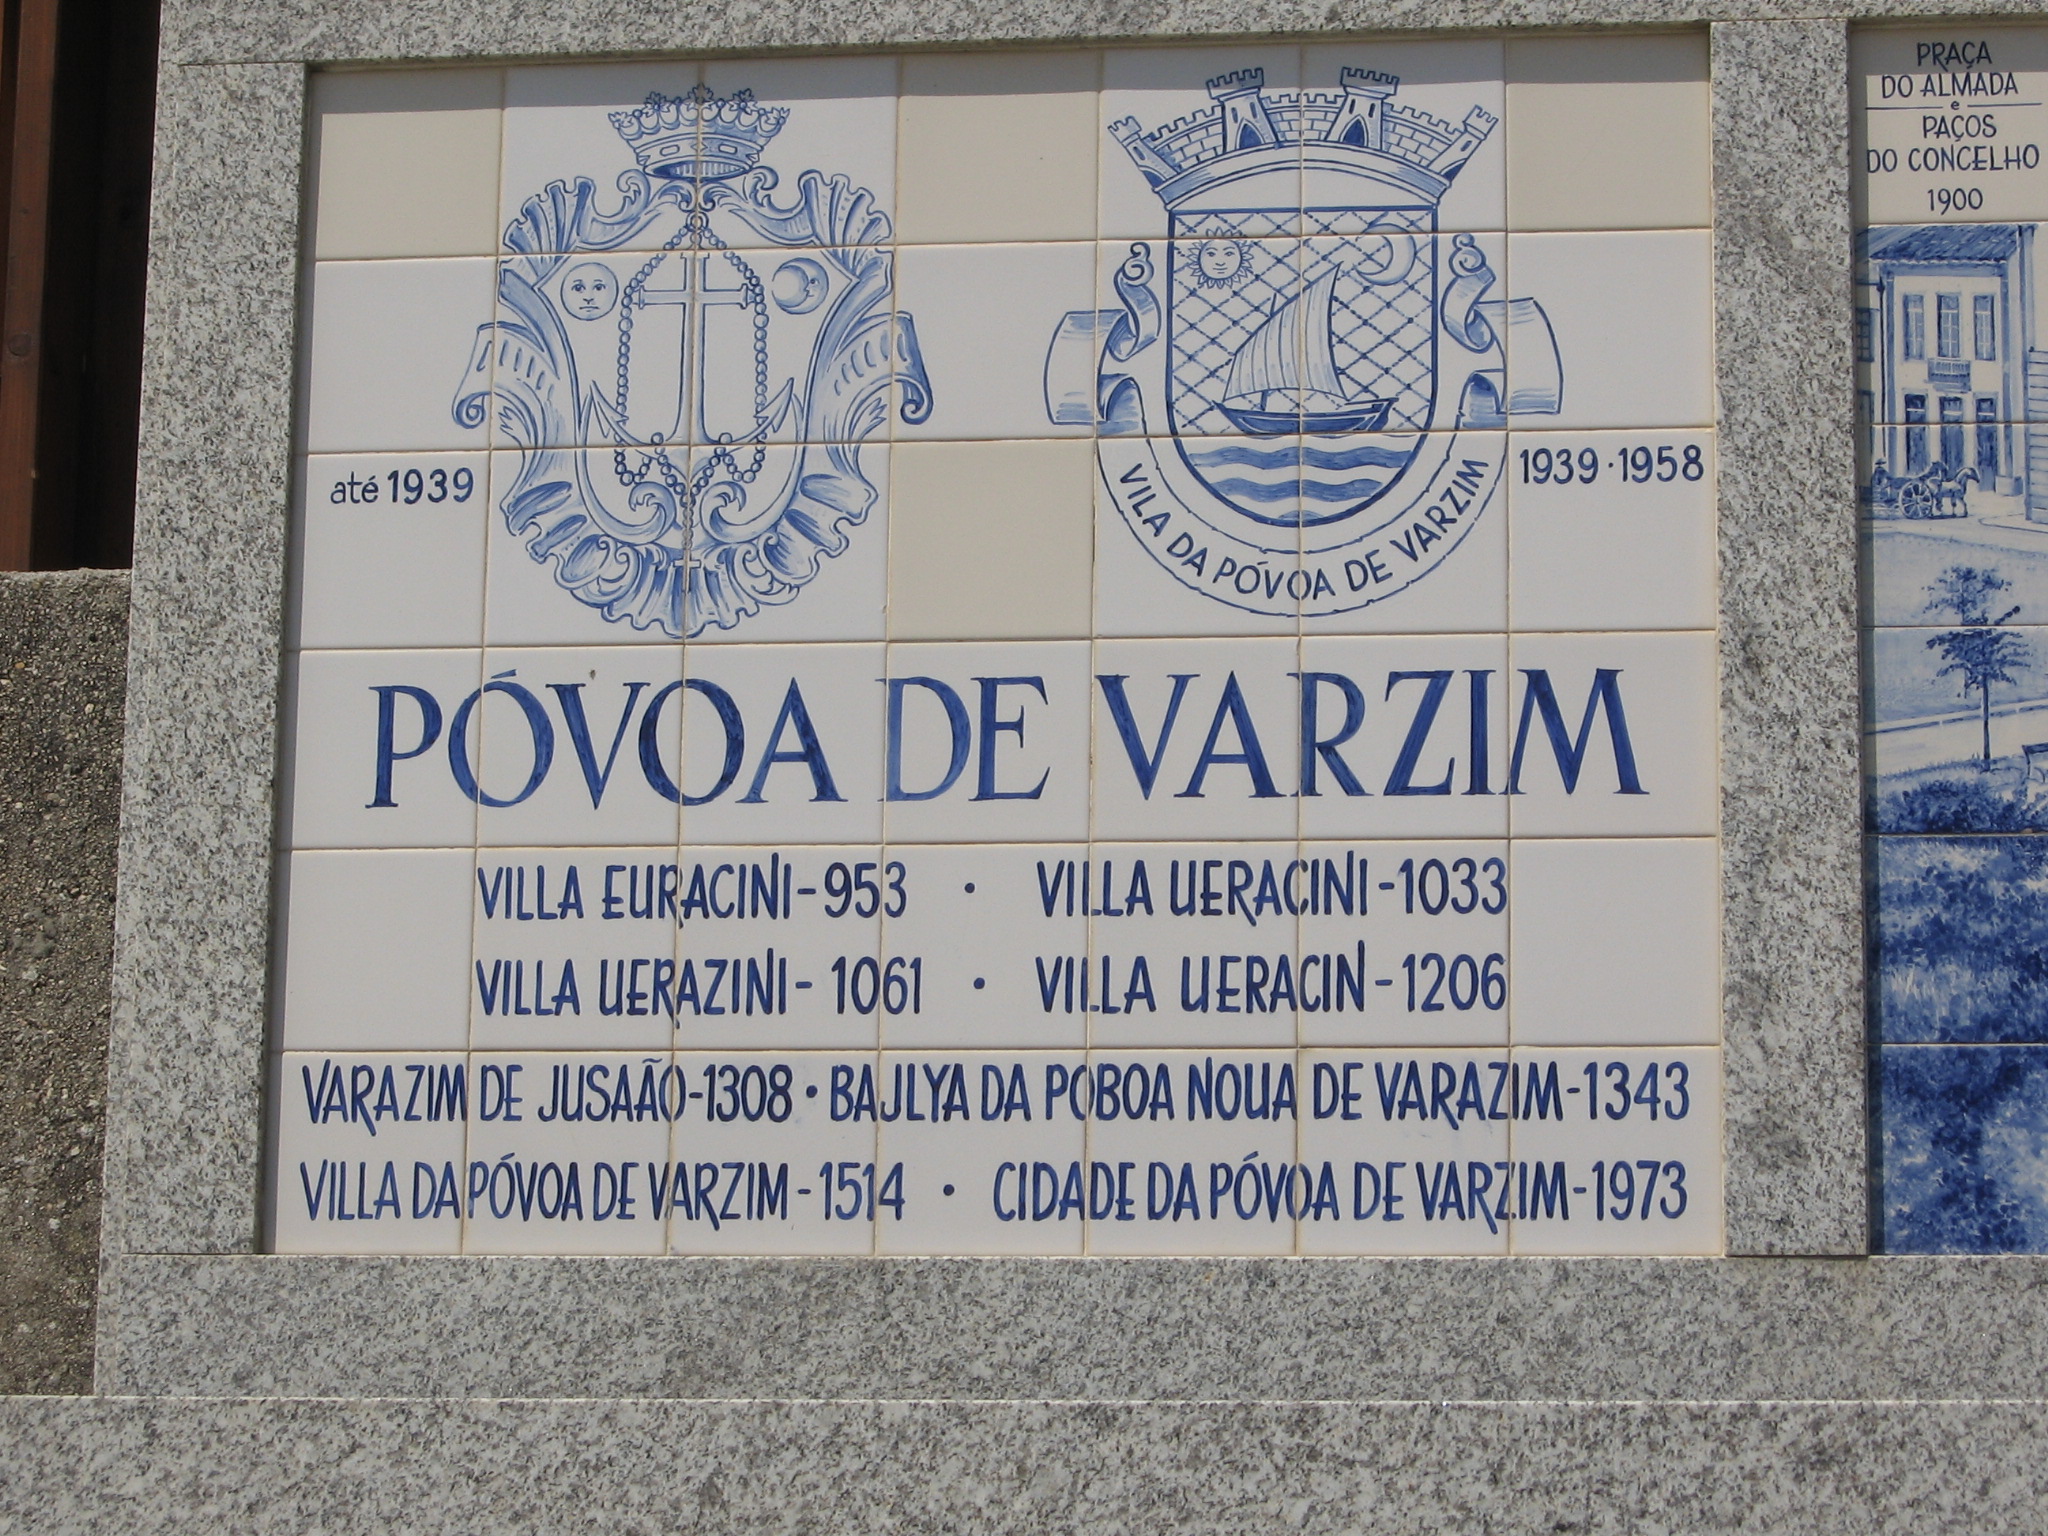 até 1939
1939·1958
VILA DA PÓVOA DE VARZIM
PÓVOA DE VARZIM
VILLA EURACINI-953 · VILLA UERACINI-1033
VILLA UERAZINI-1061 · VILLA UERACIN-1206
VARAZIM DE JUSAÃO-1308·BAJLYA DA POBOA NOUA DE VARAZIM-1343
VILLA DA PÓVOA DE VARZIM-1514 · CIDADE DA PÓVOA DE VARZIM-1973
PRAÇA
DO ALMADA
e
PAÇOS
DO CONCELHO
1900